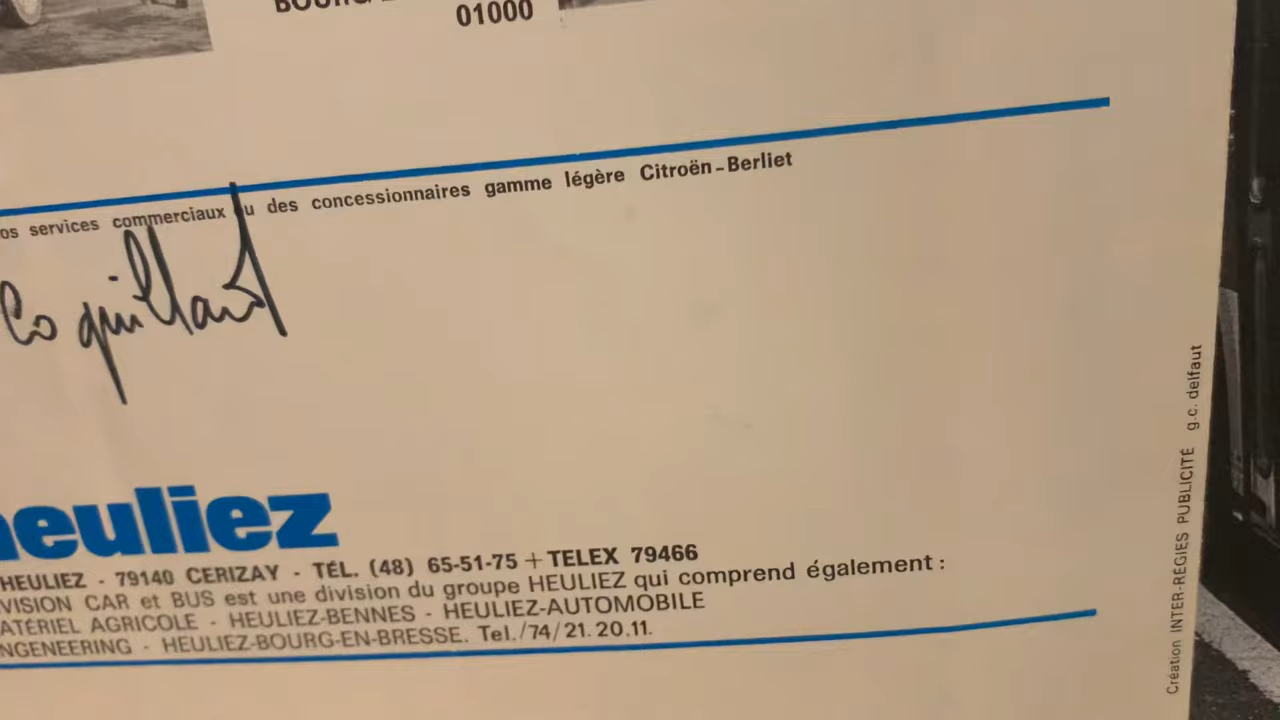 01000
services commerciaux ou des concessionnaires gamme légère Citroën-Berliet
Coquillard
heuliez
HEULIEZ - 79140 CERIZAY - TÉL. (48) 65-51-75 + TELEX 79466
VISION CAR et BUS est une division du groupe HEULIEZ qui comprend également :
ATÉRIEL AGRICOLE - HEULIEZ-BENNES - HEULIEZ-AUTOMOBILE
NGENEERING - HEULIEZ-BOURG-EN-BRESSE. Tel./74/21.20.11.
Création INTER-RÉGIES PUBLICITÉ g.c. delfaut